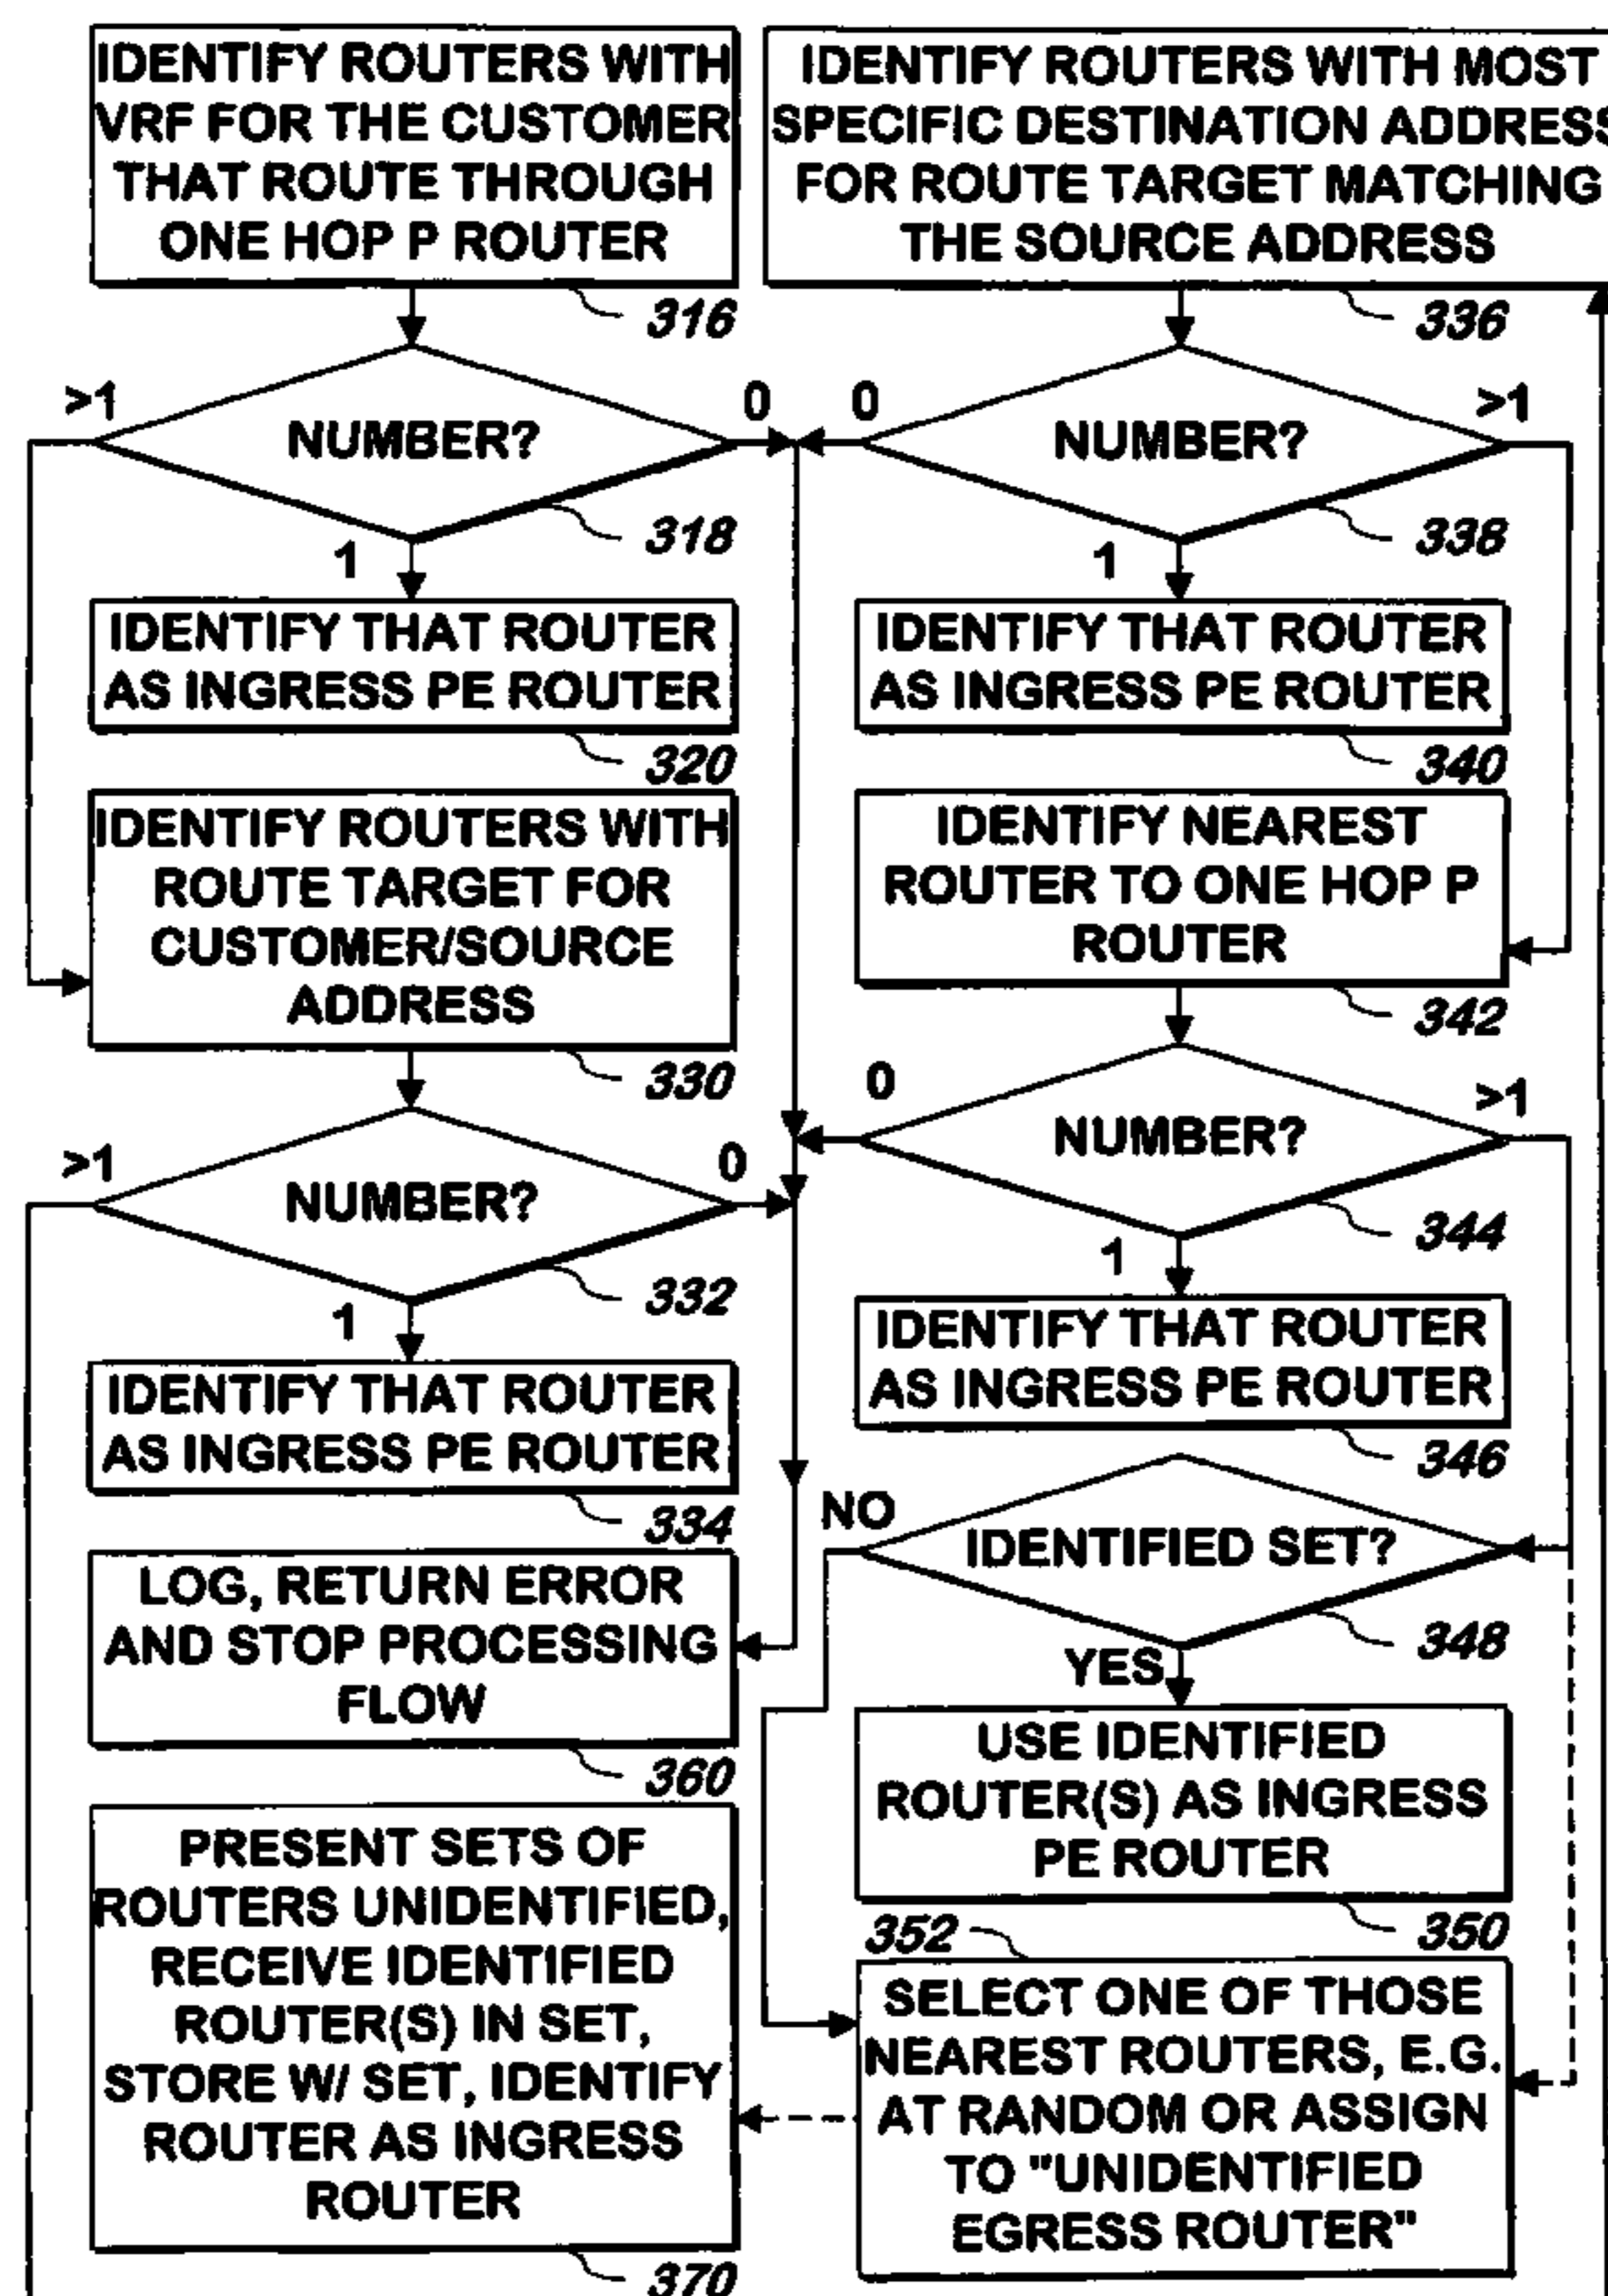 IDENTIFY ROUTERS WITH
VRF FOR THE CUSTOMER
THAT ROUTE THROUGH
ONE HOP P ROUTER
316
>1
NUMBER?
0
318
1
IDENTIFY THAT ROUTER
AS INGRESS PE ROUTER
320
IDENTIFY ROUTERS WITH
ROUTE TARGET FOR
CUSTOMER/SOURCE
ADDRESS
330
>1
NUMBER?
0
332
1
IDENTIFY THAT ROUTER
AS INGRESS PE ROUTER
334
LOG, RETURN ERROR
AND STOP PROCESSING
FLOW
360
PRESENT SETS OF
ROUTERS UNIDENTIFIED,
RECEIVE IDENTIFIED
ROUTER(S) IN SET,
STORE W/ SET, IDENTIFY
ROUTER AS INGRESS
ROUTER
370
IDENTIFY ROUTERS WITH MOST
SPECIFIC DESTINATION ADDRESS
FOR ROUTE TARGET MATCHING
THE SOURCE ADDRESS
336
0
NUMBER?
>1
338
1
IDENTIFY THAT ROUTER
AS INGRESS PE ROUTER
340
IDENTIFY NEAREST
ROUTER TO ONE HOP P
ROUTER
342
0
NUMBER?
>1
344
1
IDENTIFY THAT ROUTER
AS INGRESS PE ROUTER
346
NO
IDENTIFIED SET?
348
YES
USE IDENTIFIED
ROUTER(S) AS INGRESS
PE ROUTER
350
352
SELECT ONE OF THOSE
NEAREST ROUTERS, E.G.
AT RANDOM OR ASSIGN
TO "UNIDENTIFIED
EGRESS ROUTER"